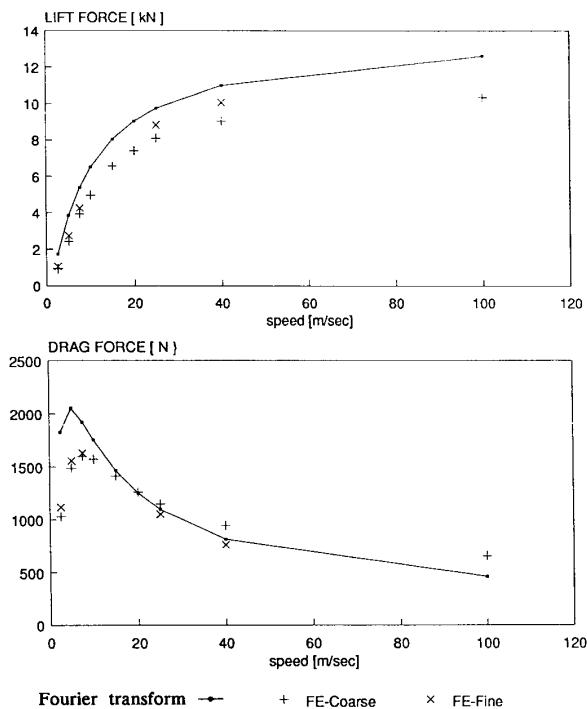 LIFT FORCE [ kN]
14
12
10
8
6
4
2
0
0 20 40 60 80 100 120
speed [m/sec]
DRAG FORCE [ N }
2500
2000
1500
1000
500
0
0 20 40 60 80 100 120
speed [m/sec]
Fourier transform + FE-Coarse × FE-Fine